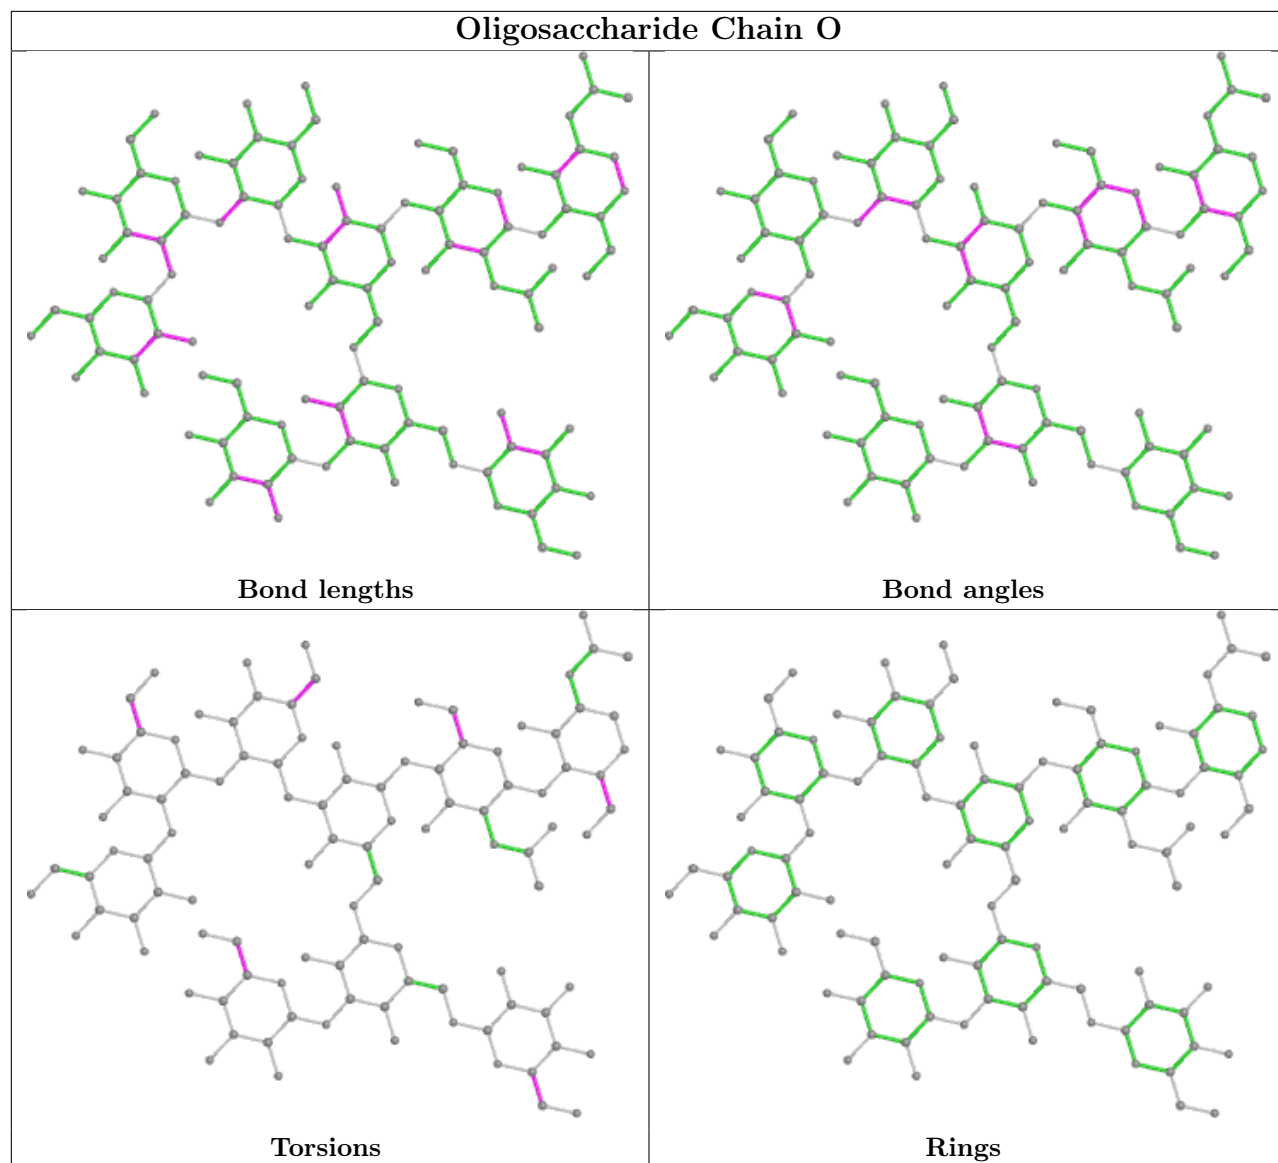 Oligosaccharide Chain O
Bond lengths
Bond angles
Torsions
Rings